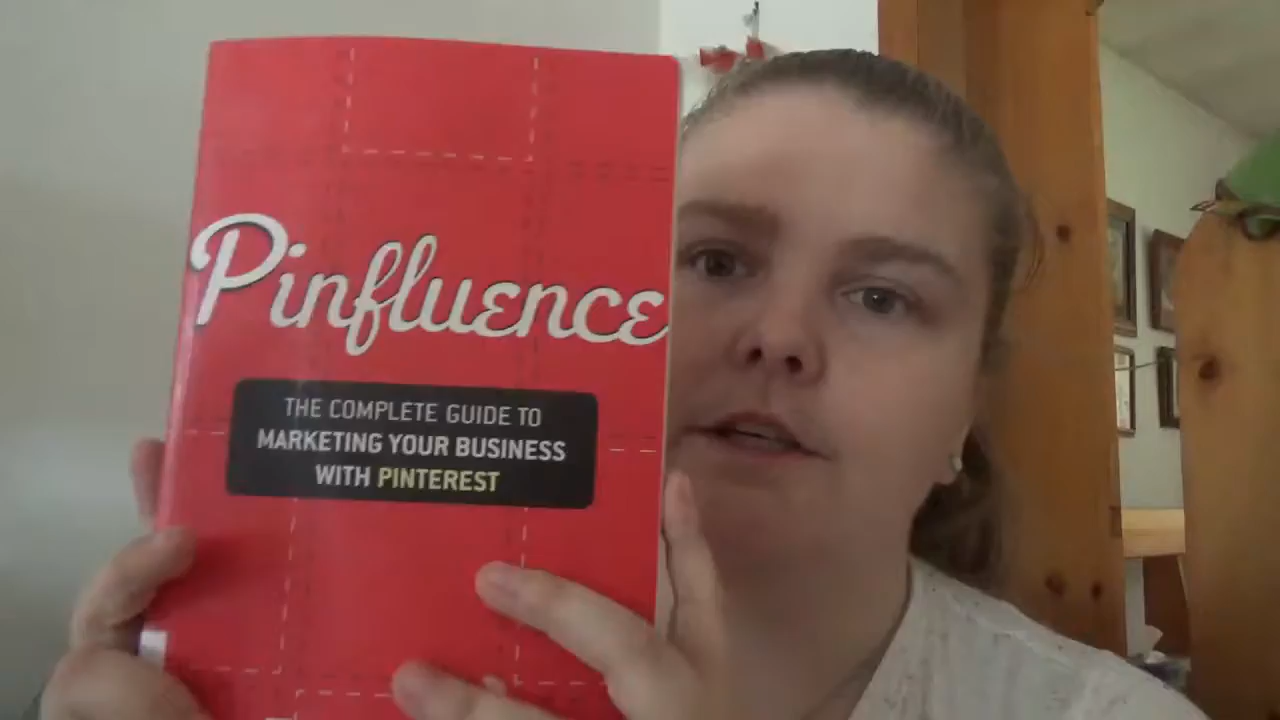 Pinfluence
THE COMPLETE GUIDE TO
MARKETING YOUR BUSINESS
WITH PINTEREST